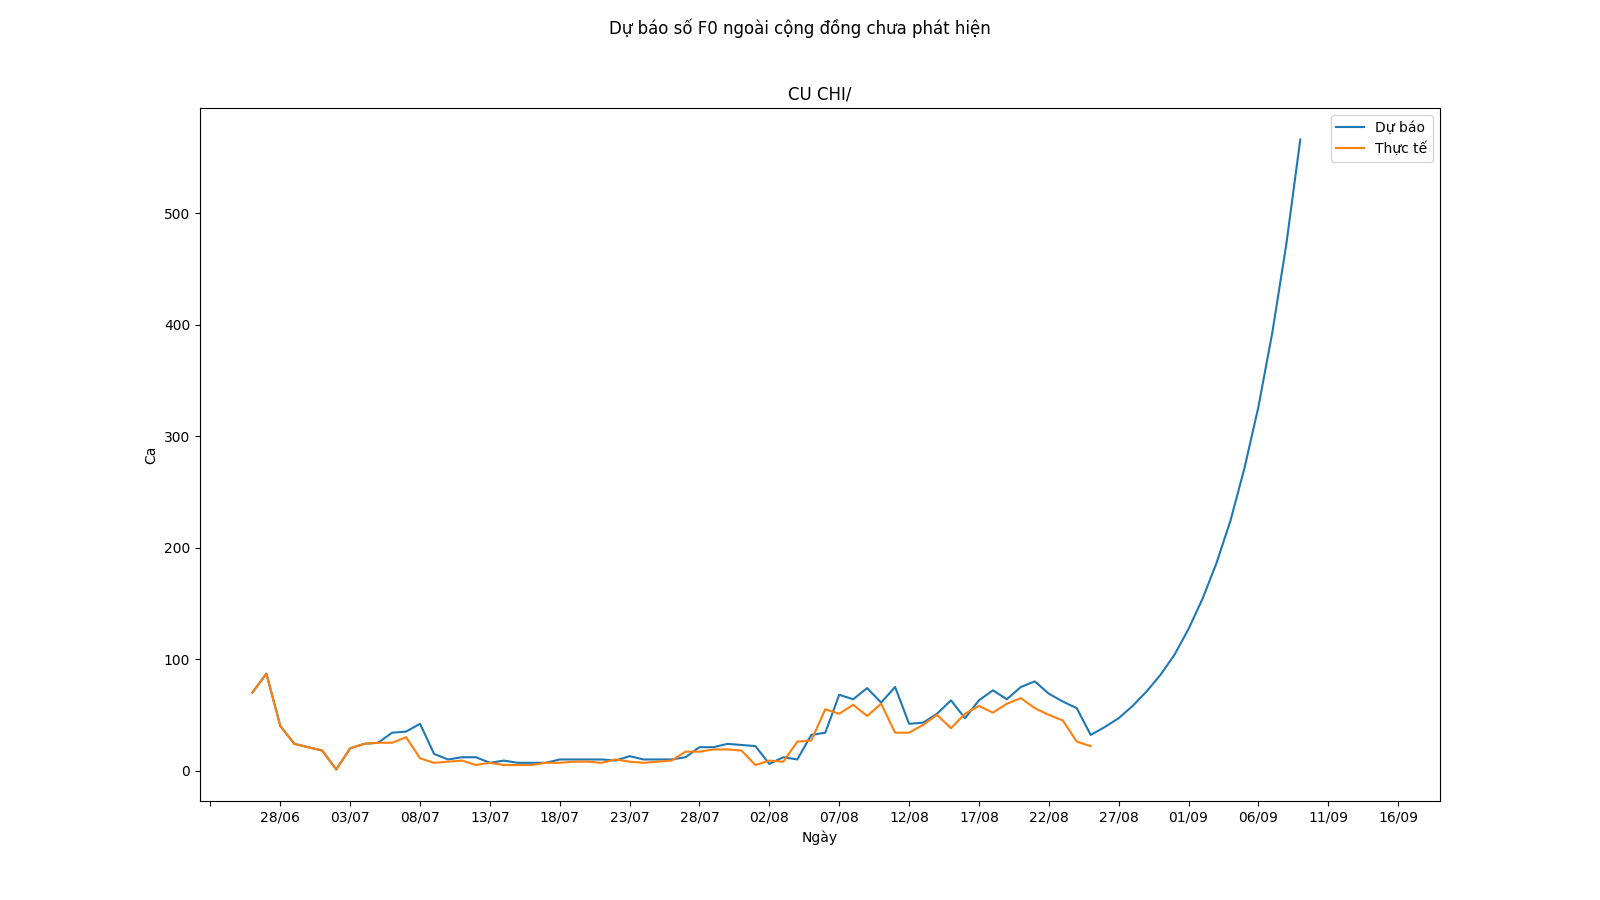 Dự báo số F0 ngoài cộng đồng chưa phát hiện
CU CHI/
Dự báo
Thực tế
500
400
300
200
100
0
Ca
28/06 03/07 08/07 13/07 18/07 23/07 28/07 02/08 07/08 12/08 17/08 22/08 27/08 01/09 06/09 11/09 16/09
Ngày